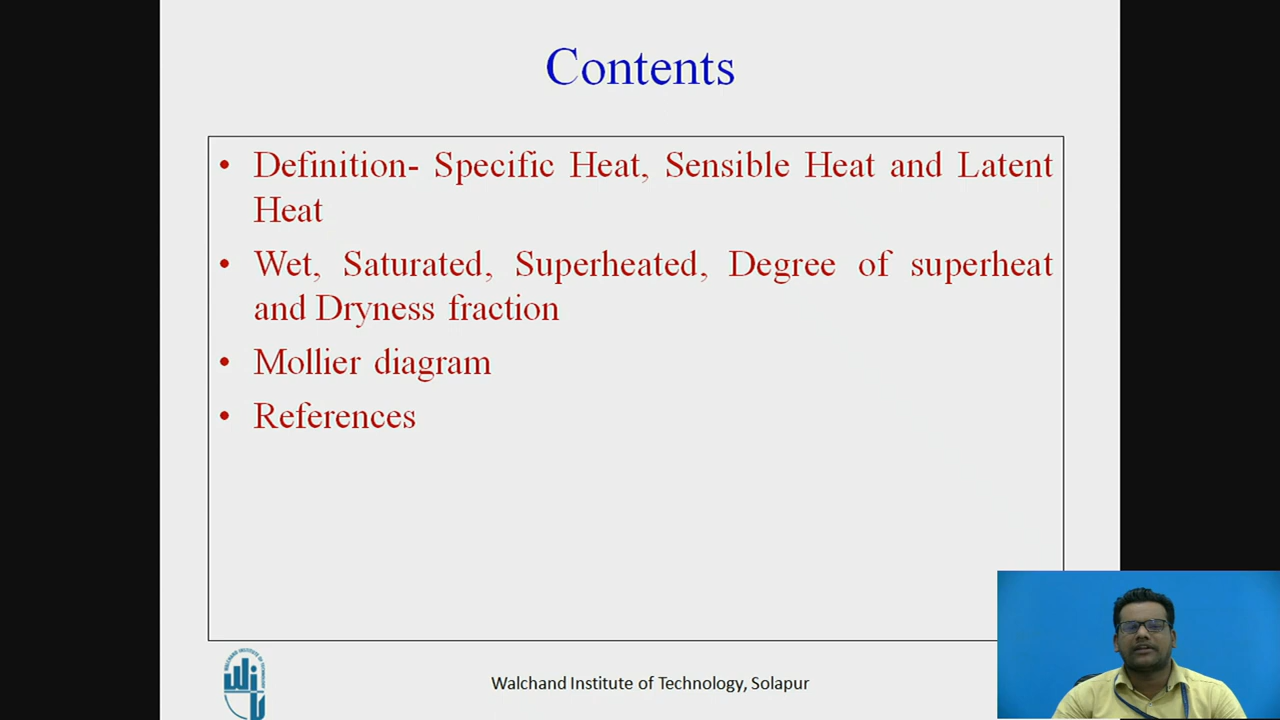 Contents
• Definition- Specific Heat, Sensible Heat and Latent
Heat
• Wet, Saturated, Superheated, Degree of superheat
and Dryness fraction
• Mollier diagram
• References
Walchand Institute of Technology, Solapur